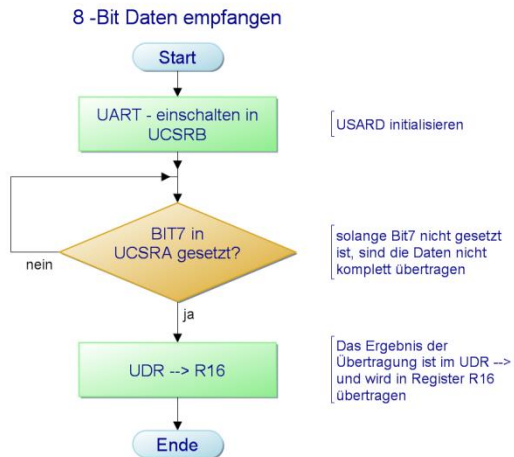 8 -Bit Daten empfangen
Start
UART - einschalten in
UCSRB
USARD initialisieren
BIT7 in
UCSRA gesetzt?
nein
solange Bit7 nicht gesetzt
ist, sind die Daten nicht
komplett übertragen
ja
UDR --> R16
Das Ergebnis der
Übertragung ist im UDR -->
und wird in Register R16
übertragen
Ende